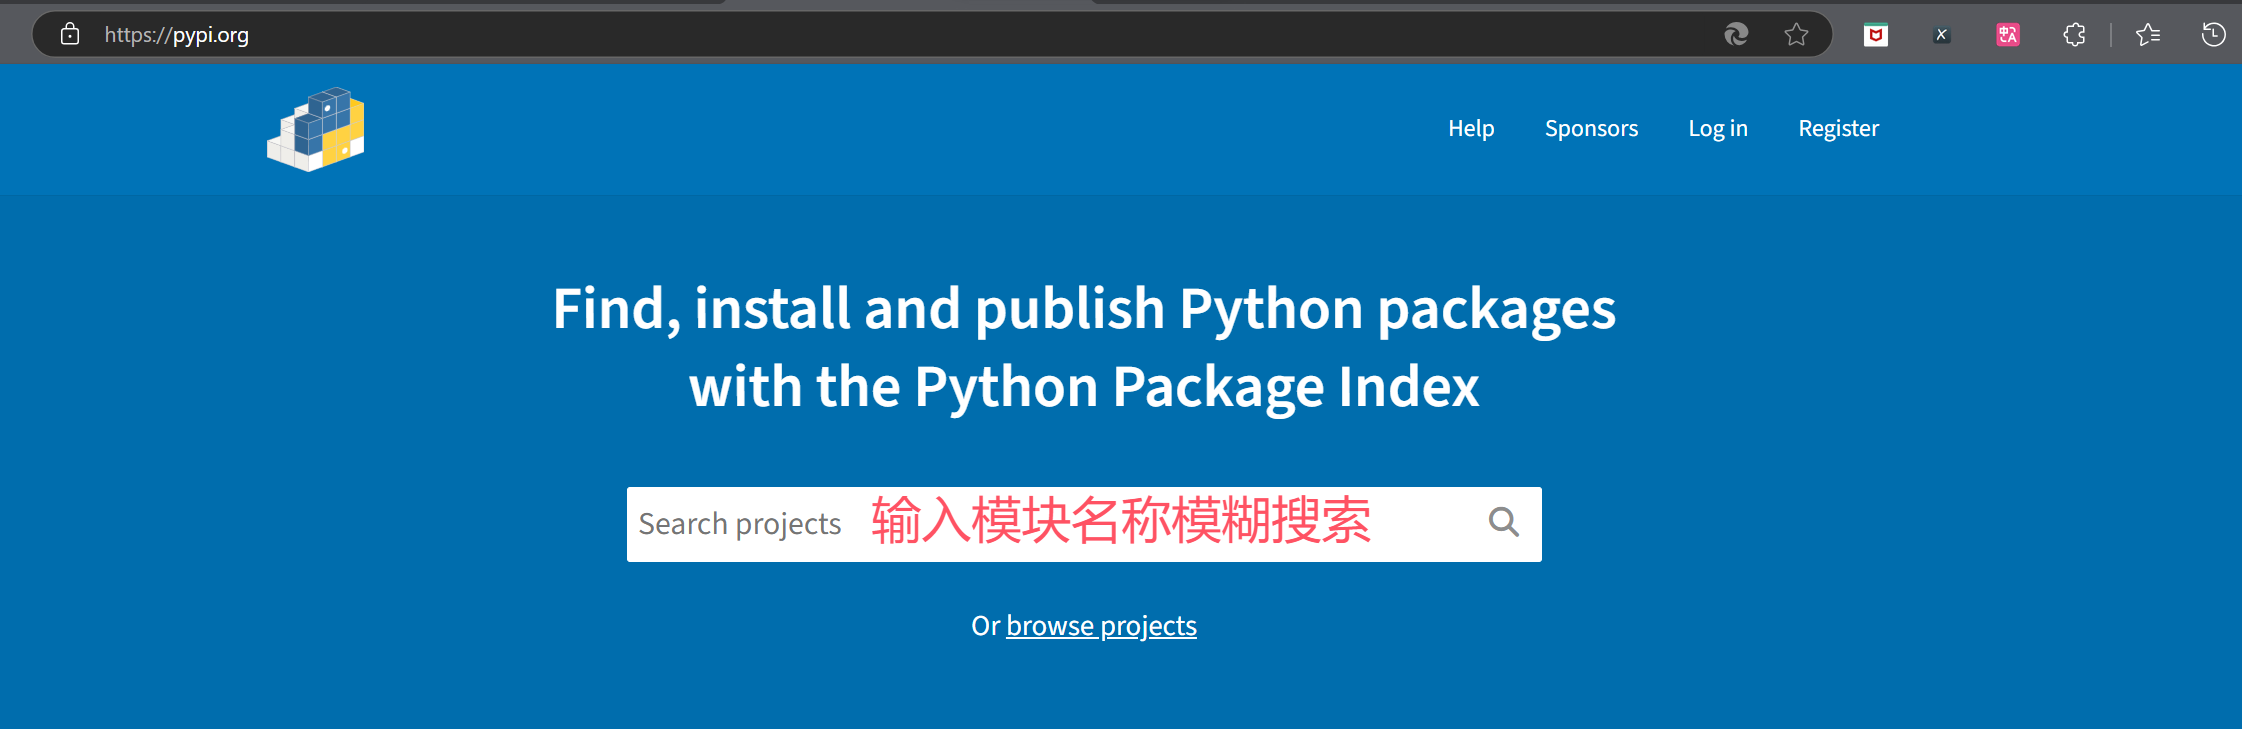 https://pypi.org
Help Sponsors Log in Register
Find, install and publish Python packages
with the Python Package Index
Search projects 输入模块名称模糊搜索
Or browse projects